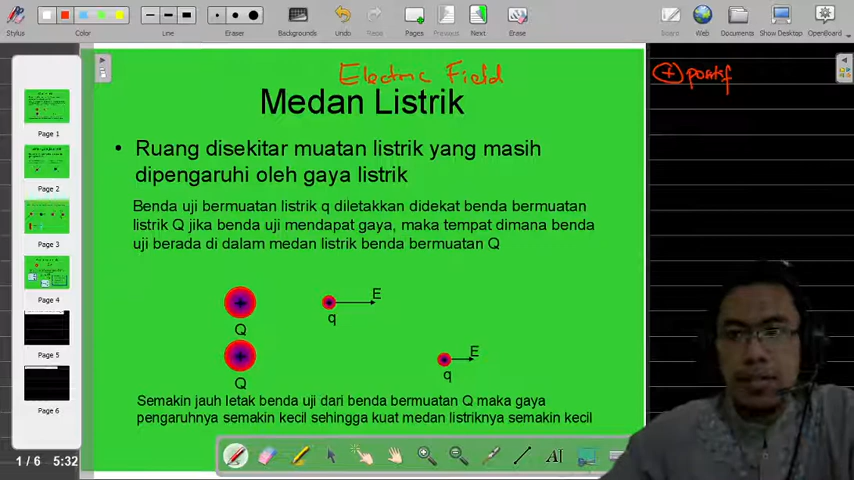 Stylus
Color
Line
Eraser
Backgrounds
Undo
Redo
Pages
Previous
Next
Erase
Board
Web
Documents
Show Desktop
OpenBoard
Electric Field
Medan Listrik
• Ruang disekitar muatan listrik yang masih
dipengaruhi oleh gaya listrik
Benda uji bermuatan listrik q diletakkan didekat benda bermuatan
listrik Q jika benda uji mendapat gaya, maka tempat dimana benda
uji berada di dalam medan listrik benda bermuatan Q
+
Q
q
E
+
Q
q
E
Semakin jauh letak benda uji dari benda bermuatan Q maka gaya
pengaruhnya semakin kecil sehingga kuat medan listriknya semakin kecil
(+) positif
Page 1
Page 2
Page 3
Page 4
Page 5
Page 6
1 / 6 5:32
AI